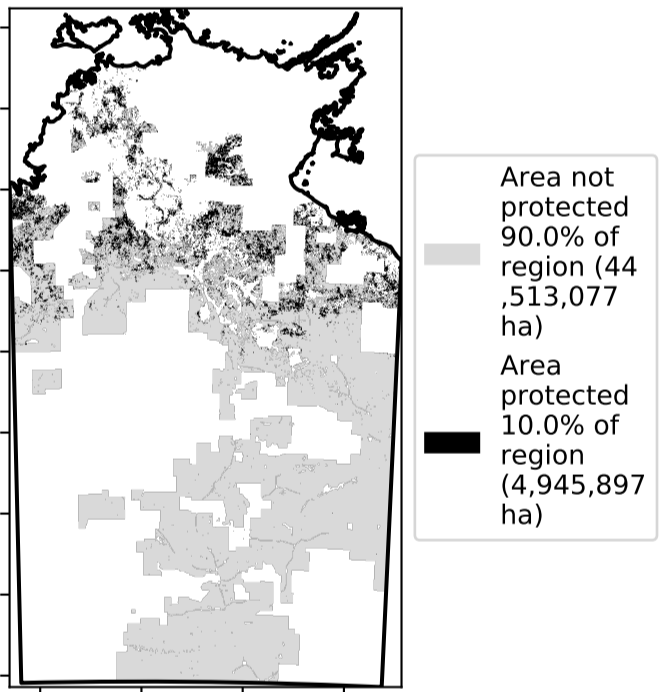 Area not
protected
90.0% of
region (44
,513,077
ha)
Area
protected
10.0% of
region
(4,945,897
ha)